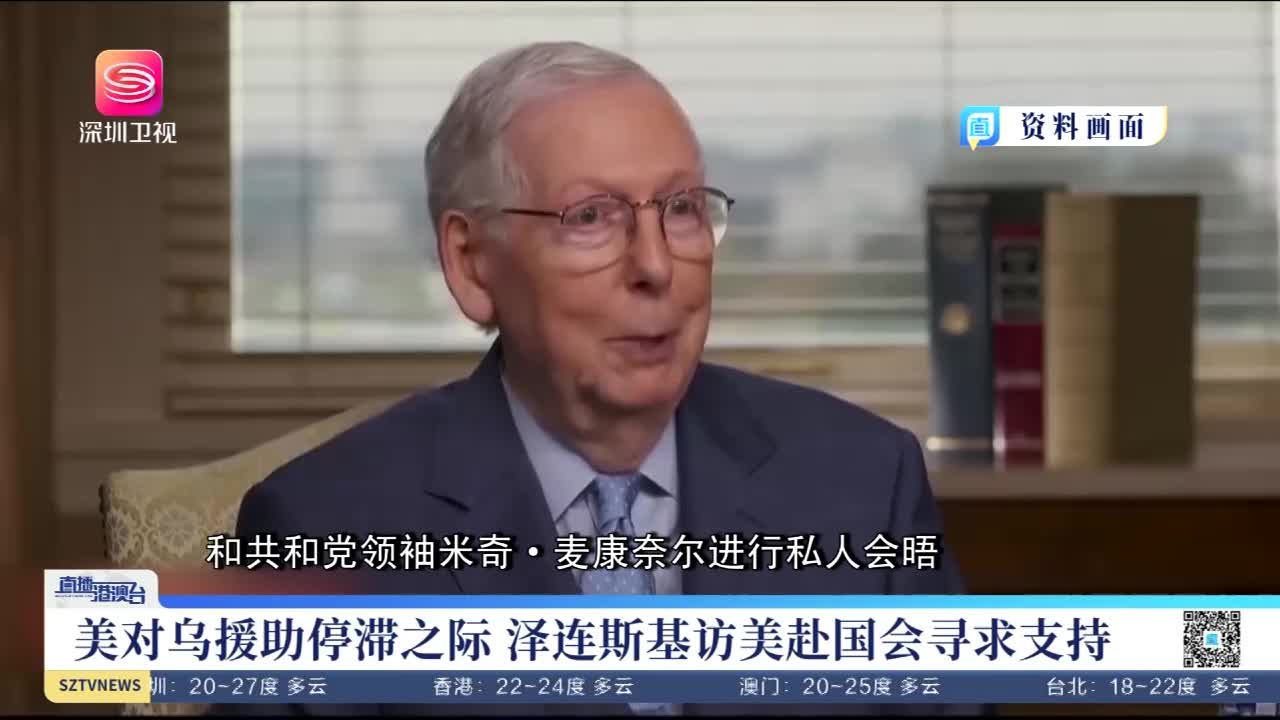 深圳卫视
直 资料画面
和共和党领袖米奇·麦康奈尔进行私人会晤
直播港澳台
美对乌援助停滞之际 泽连斯基访美赴国会寻求支持
SZTVNEWS 圳：20~27度 多云 香港：22~24度 多云 澳门：20~25度 多云 台北：18~22度 多云